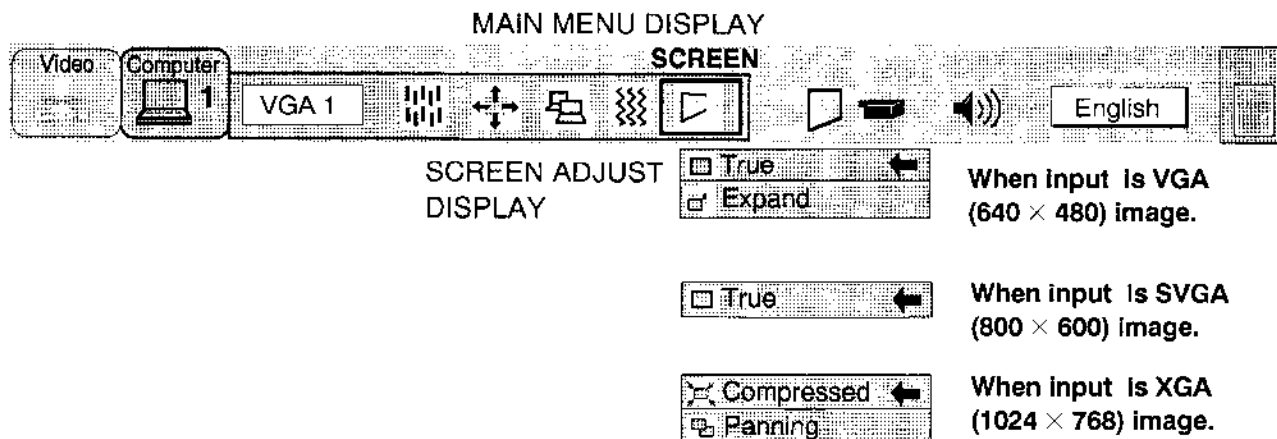 MAIN MENU DISPLAY
SCREEN
Video
Computer
1
VGA 1
English
SCREEN ADJUST
DISPLAY
True
Expand
When input is VGA
(640 × 480) image.
True
When input is SVGA
(800 × 600) image.
Compressed
Panning
When input is XGA
(1024 × 768) image.